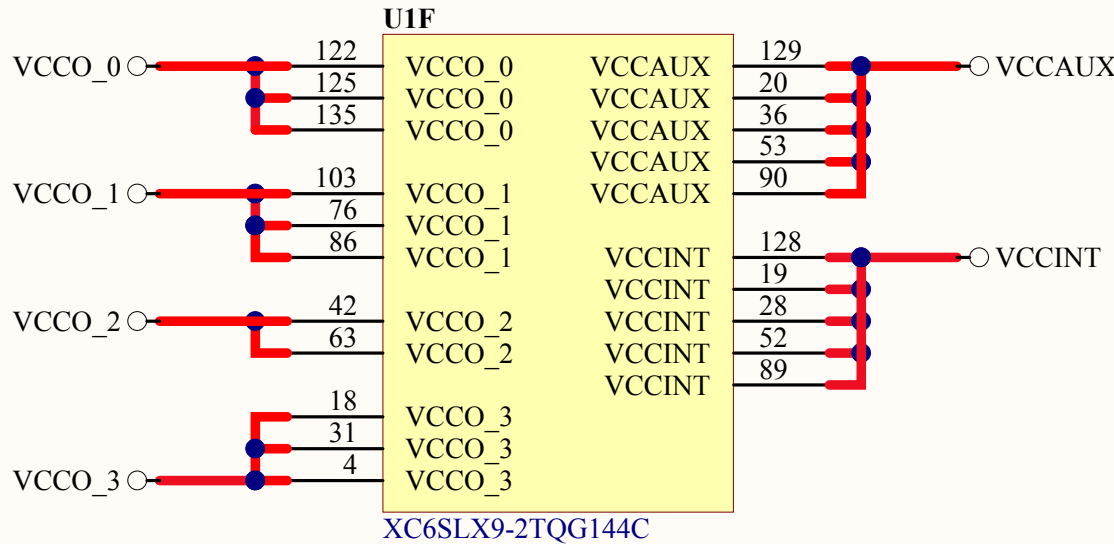 U1F
VCCO_0 122 VCCO_0 VCCAUX 129 VCCAUX
125 VCCO_0 VCCAUX 20
135 VCCO_0 VCCAUX 36
VCCAUX 53
VCCO_1 103 VCCO_1 VCCAUX 90
76 VCCO_1
86 VCCO_1 VCCINT 128 VCCINT
VCCINT 19
VCCO_2 42 VCCO_2 VCCINT 28
63 VCCO_2 VCCINT 52
VCCINT 89
18 VCCO_3
31 VCCO_3
VCCO_3 4 VCCO_3
XC6SLX9-2TQG144C